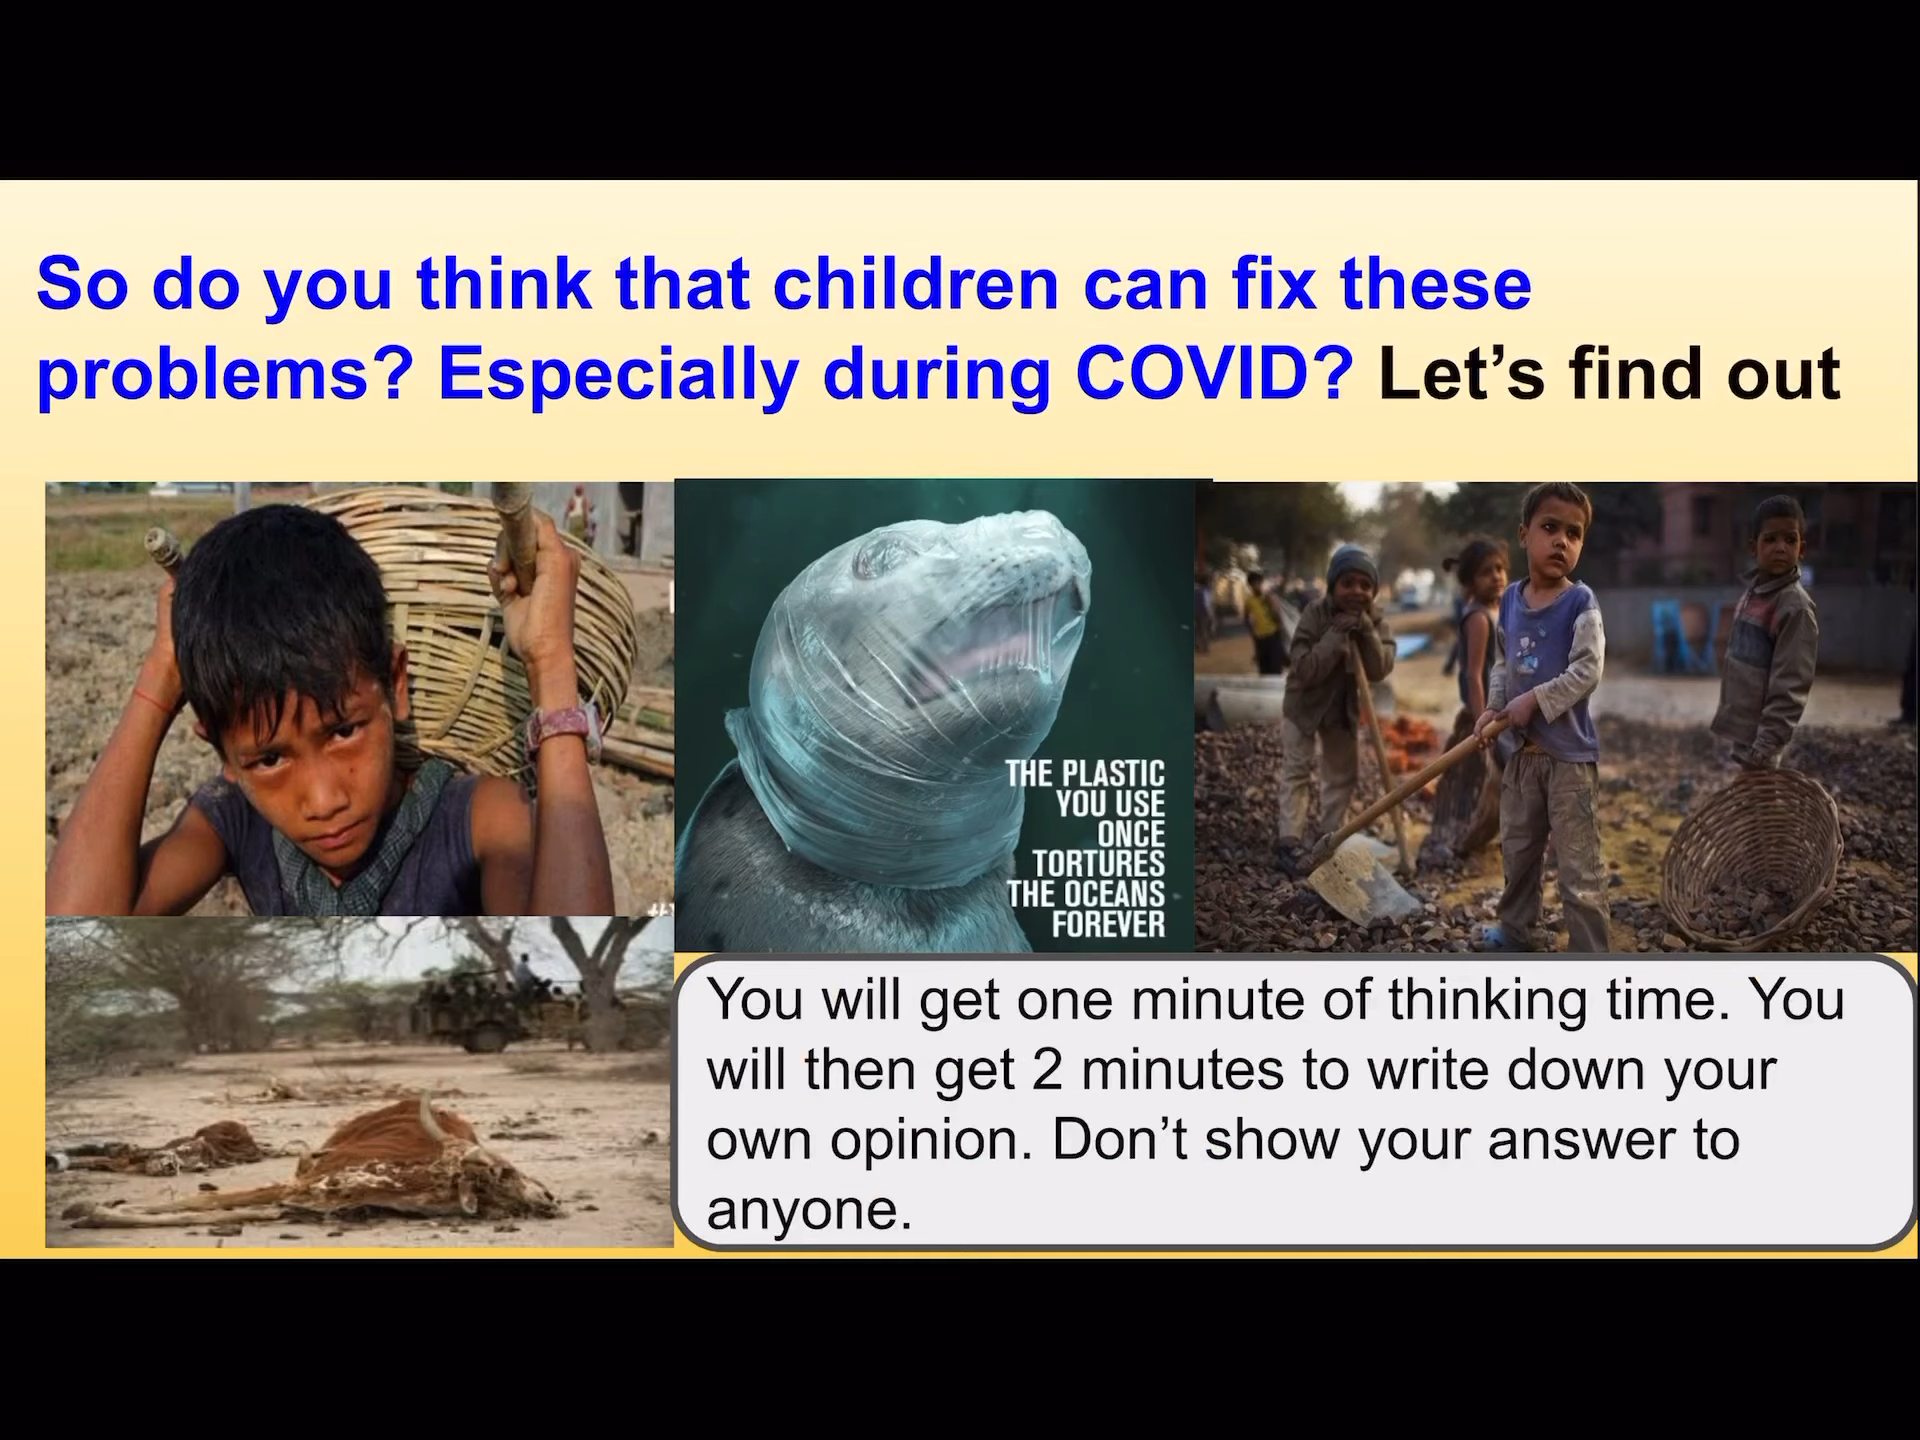 So do you think that children can fix these
problems? Especially during COVID? Let’s find out
THE PLASTIC
YOU USE
ONCE
TORTURES
THE OCEANS
FOREVER
You will get one minute of thinking time. You
will then get 2 minutes to write down your
own opinion. Don’t show your answer to
anyone.